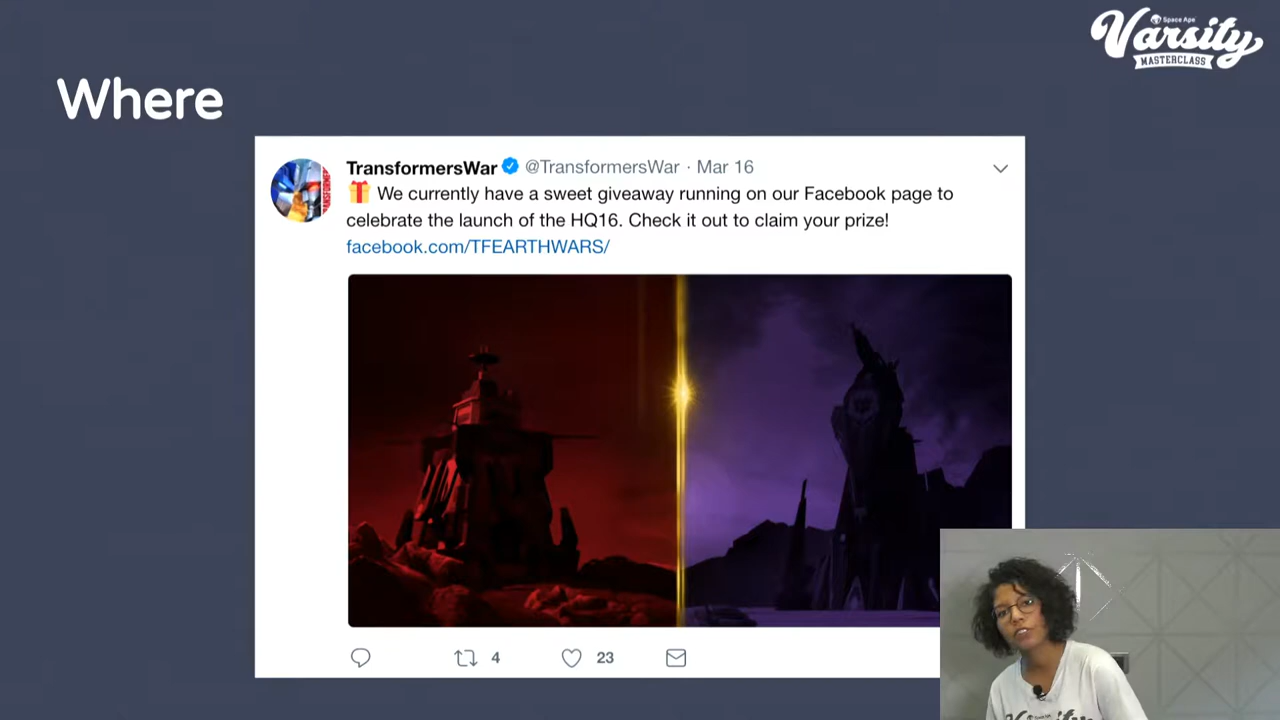 Space Ape
Varsity
MASTERCLASS
Where
TransformersWar @TransformersWar · Mar 16
🎁 We currently have a sweet giveaway running on our Facebook page to
celebrate the launch of the HQ16. Check it out to claim your prize!
facebook.com/TFEARTHWARS/
4 23
Varsity